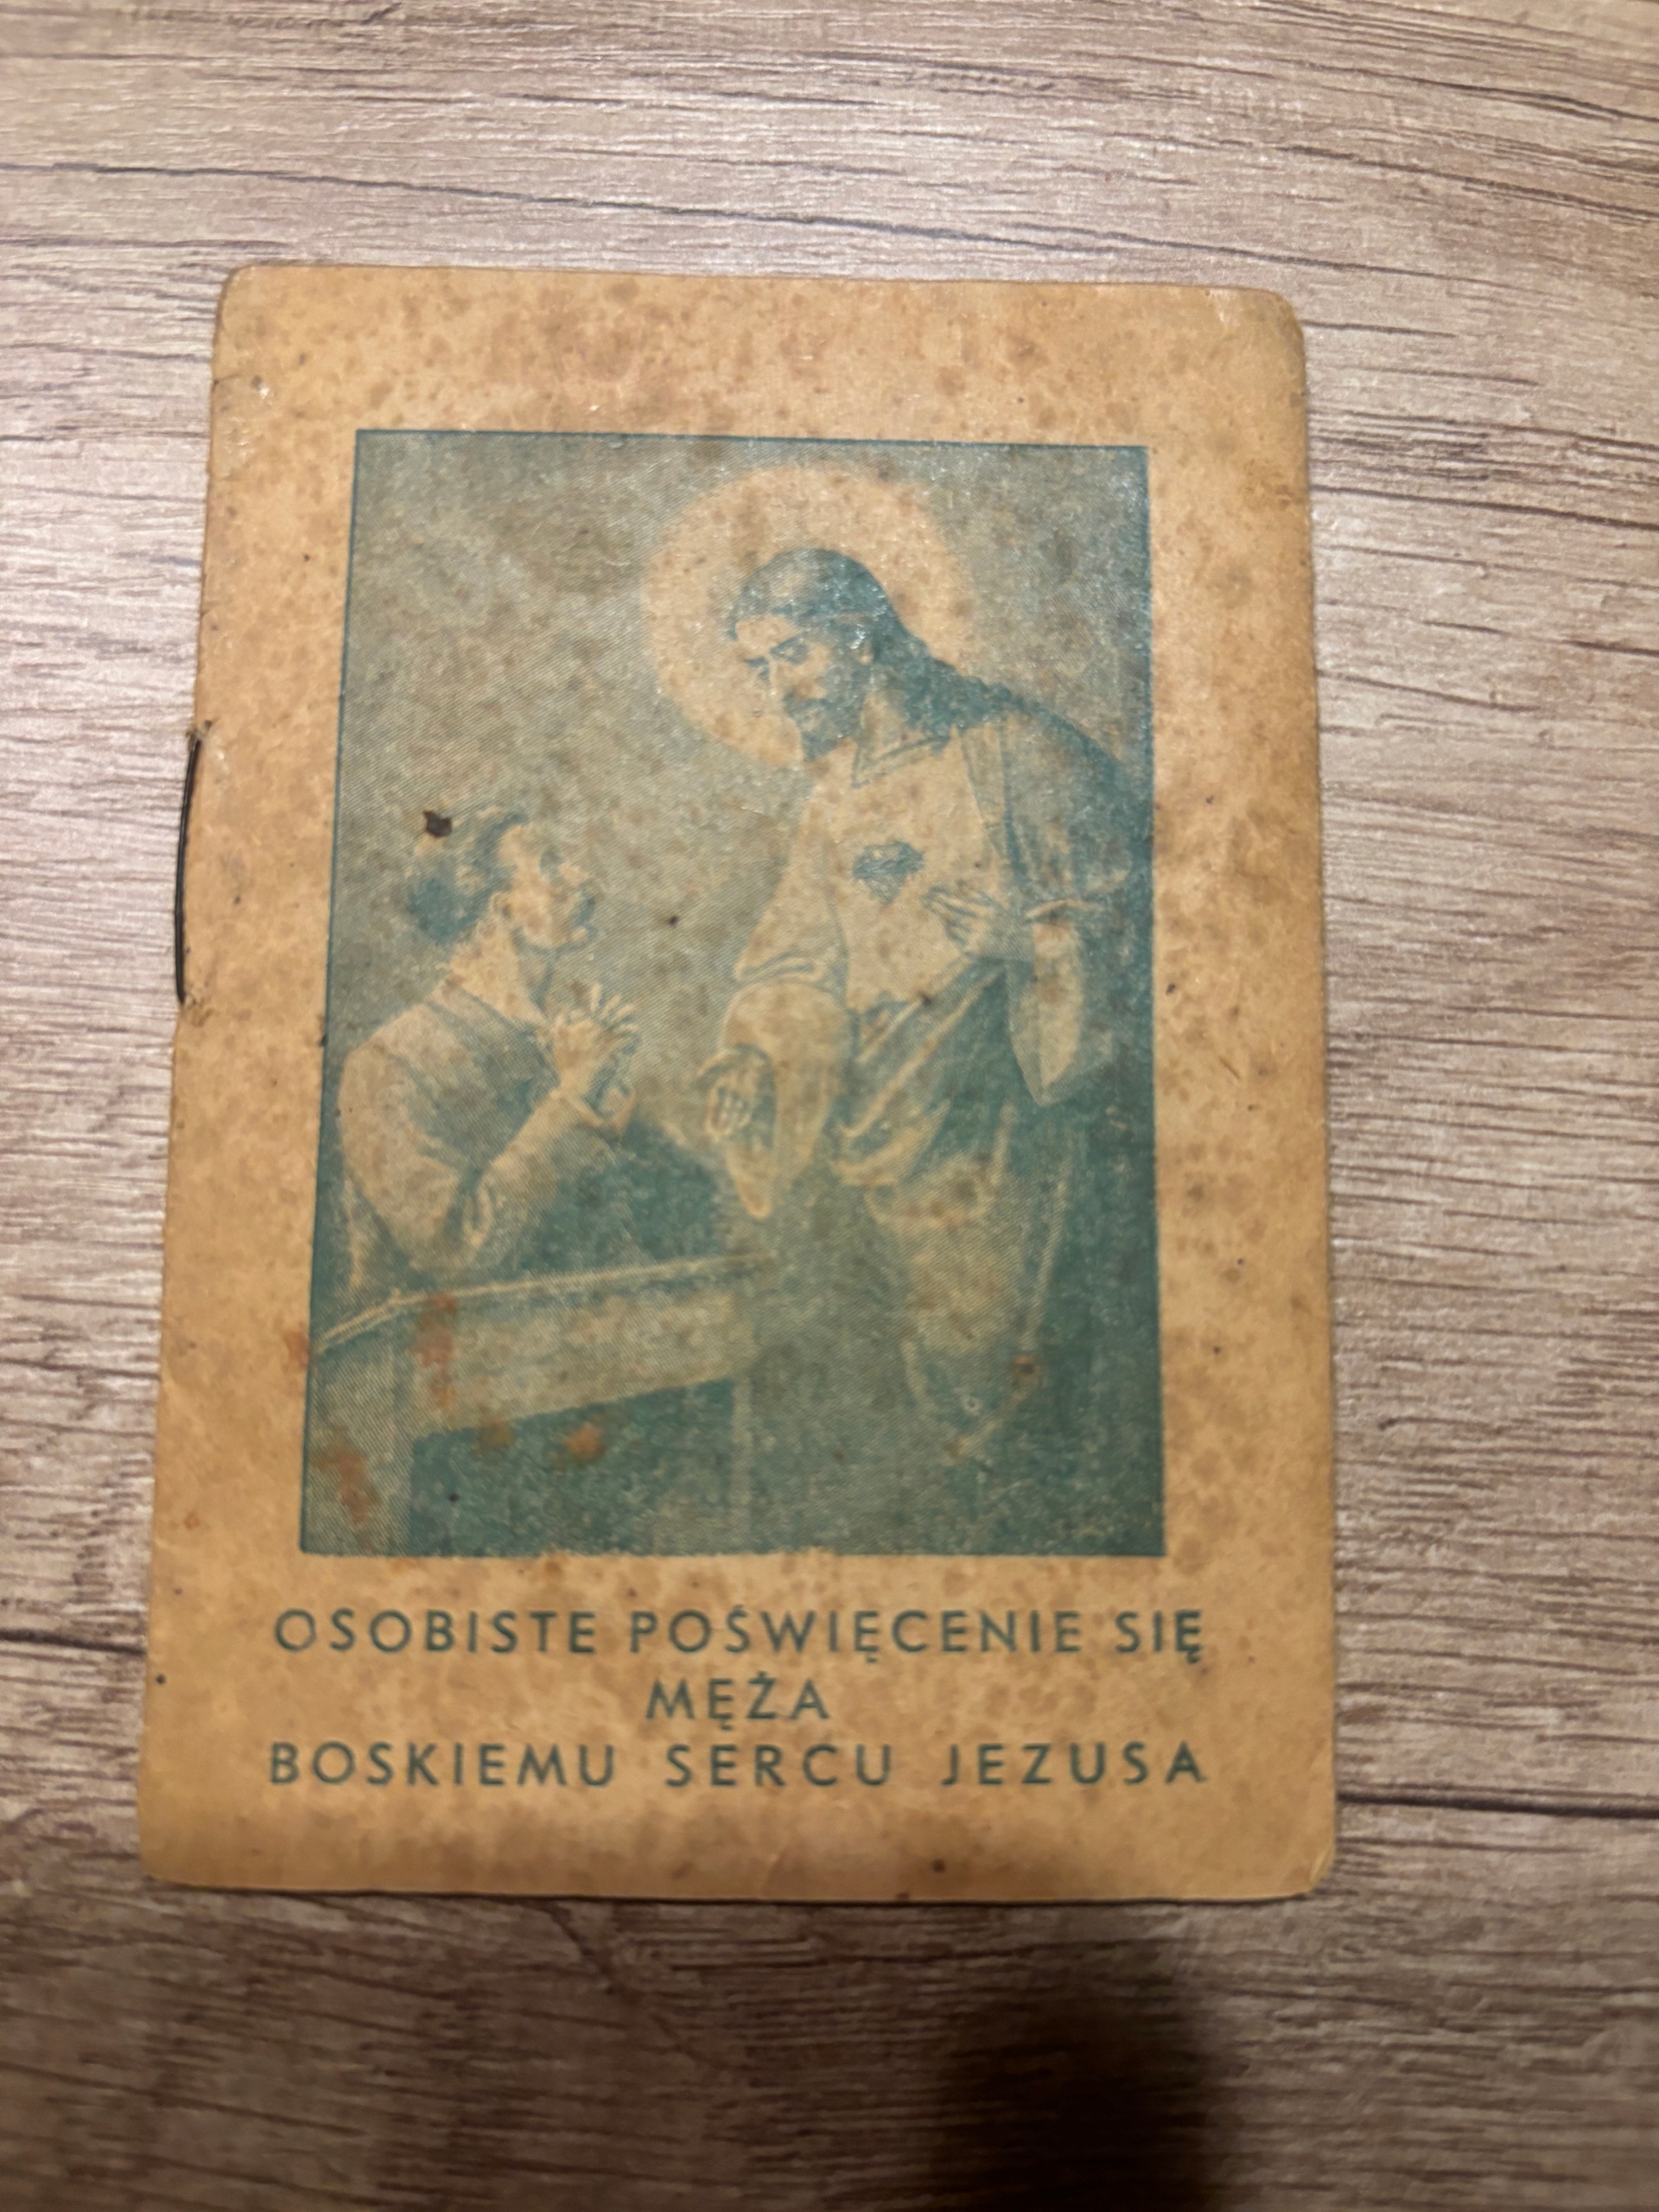 OSOBISTE POŚWIĘCENIE SIĘ
MĘŻA
BOSKIEMU SERCU JEZUSA